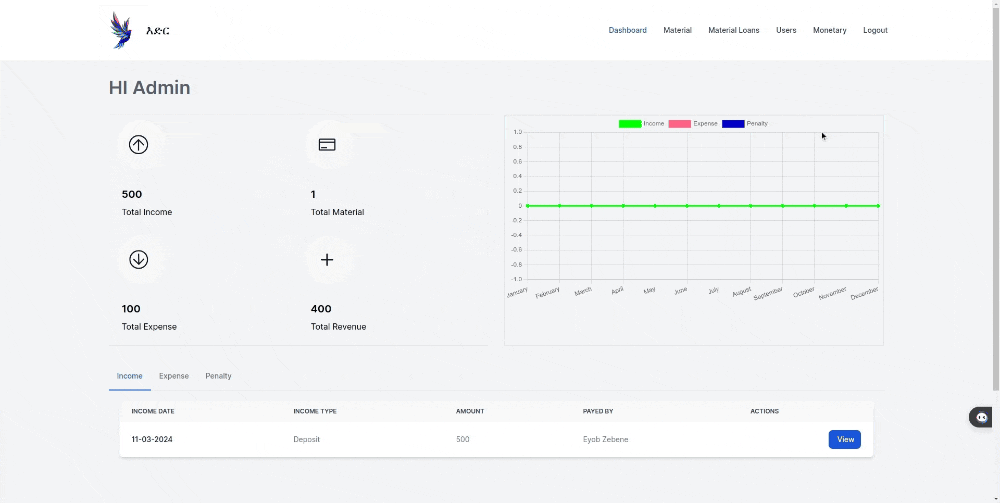 እድር
Dashboard Material Material Loans Users Monetary Logout
HI Admin
500
Total Income
1
Total Material
100
Total Expense
400
Total Revenue
Income Expense Penalty
1.0
0.8
0.6
0.4
0.2
0
-0.2
-0.4
-0.6
-0.8
-1.0
January February March April May June July August September October November December
Income Expense Penalty
INCOME DATE INCOME TYPE AMOUNT PAYED BY ACTIONS
11-03-2024 Deposit 500 Eyob Zebene View